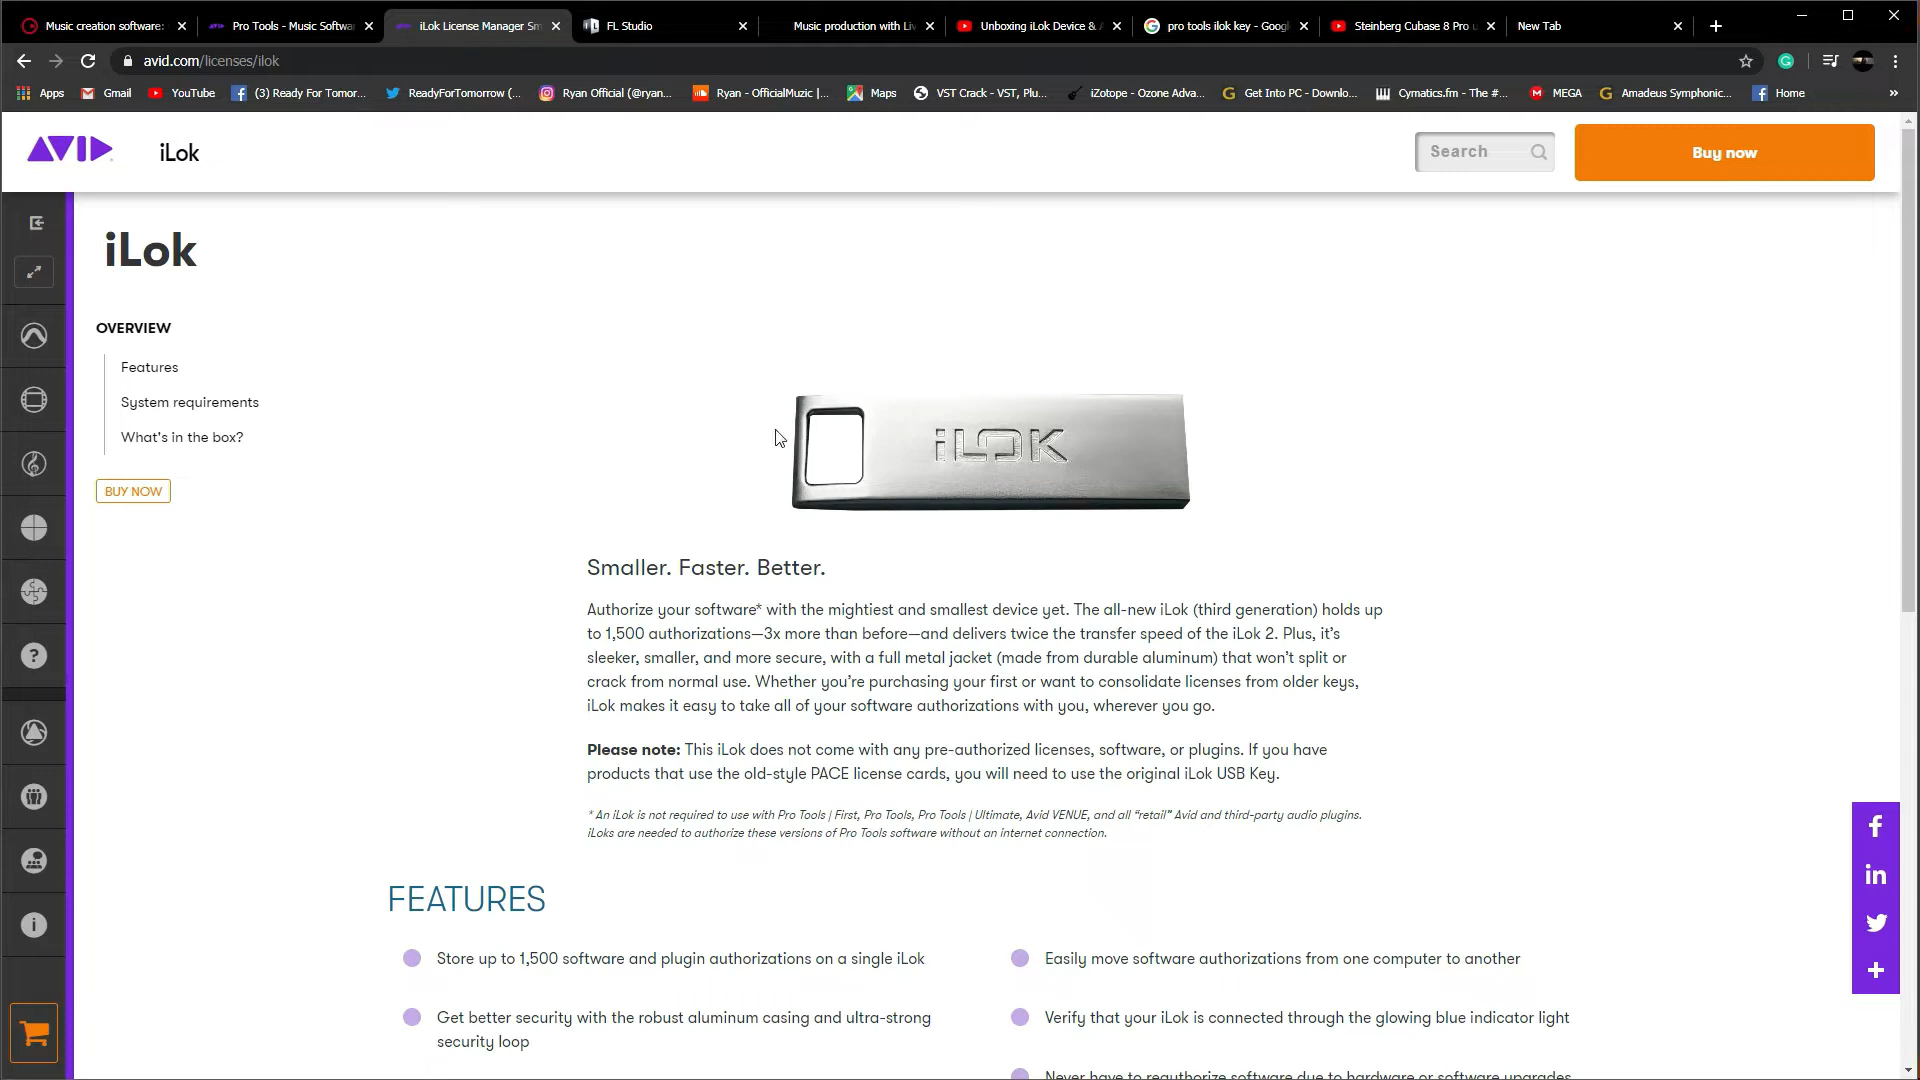 Music creation software:
Pro Tools - Music Softwa
iLok License Manager Sm
FL Studio
Music production with Liv
Unboxing iLok Device & A
pro tools ilok key - Google
Steinberg Cubase 8 Pro u
New Tab
avid.com/licenses/ilok
Apps
Gmail
YouTube
(3) Ready For Tomor...
ReadyForTomorrow (...
Ryan Official (@ryan...
Ryan - OfficialMuzic |...
Maps
VST Crack - VST, Plu...
iZotope - Ozone Adva...
Get Into PC - Downlo...
Cymatics.fm - The #...
MEGA
Amadeus Symphonic...
Home
»
AVID
iLok
Search
Buy now
iLok
OVERVIEW
Features
System requirements
What's in the box?
BUY NOW
iLOK
Smaller. Faster. Better.
Authorize your software* with the mightiest and smallest device yet. The all-new iLok (third generation) holds up
to 1,500 authorizations—3x more than before—and delivers twice the transfer speed of the iLok 2. Plus, it's
sleeker, smaller, and more secure, with a full metal jacket (made from durable aluminum) that won't split or
crack from normal use. Whether you're purchasing your first or want to consolidate licenses from older keys,
iLok makes it easy to take all of your software authorizations with you, wherever you go.
Please note: This iLok does not come with any pre-authorized licenses, software, or plugins. If you have
products that use the old-style PACE license cards, you will need to use the original iLok USB Key.
* An iLok is not required to use with Pro Tools | First, Pro Tools, Pro Tools | Ultimate, Avid VENUE, and all "retail" Avid and third-party audio plugins.
iLoks are needed to authorize these versions of Pro Tools software without an internet connection.
FEATURES
Store up to 1,500 software and plugin authorizations on a single iLok
Easily move software authorizations from one computer to another
Get better security with the robust aluminum casing and ultra-strong
security loop
Verify that your iLok is connected through the glowing blue indicator light
Never have to reauthorize software due to hardware or software upgrades